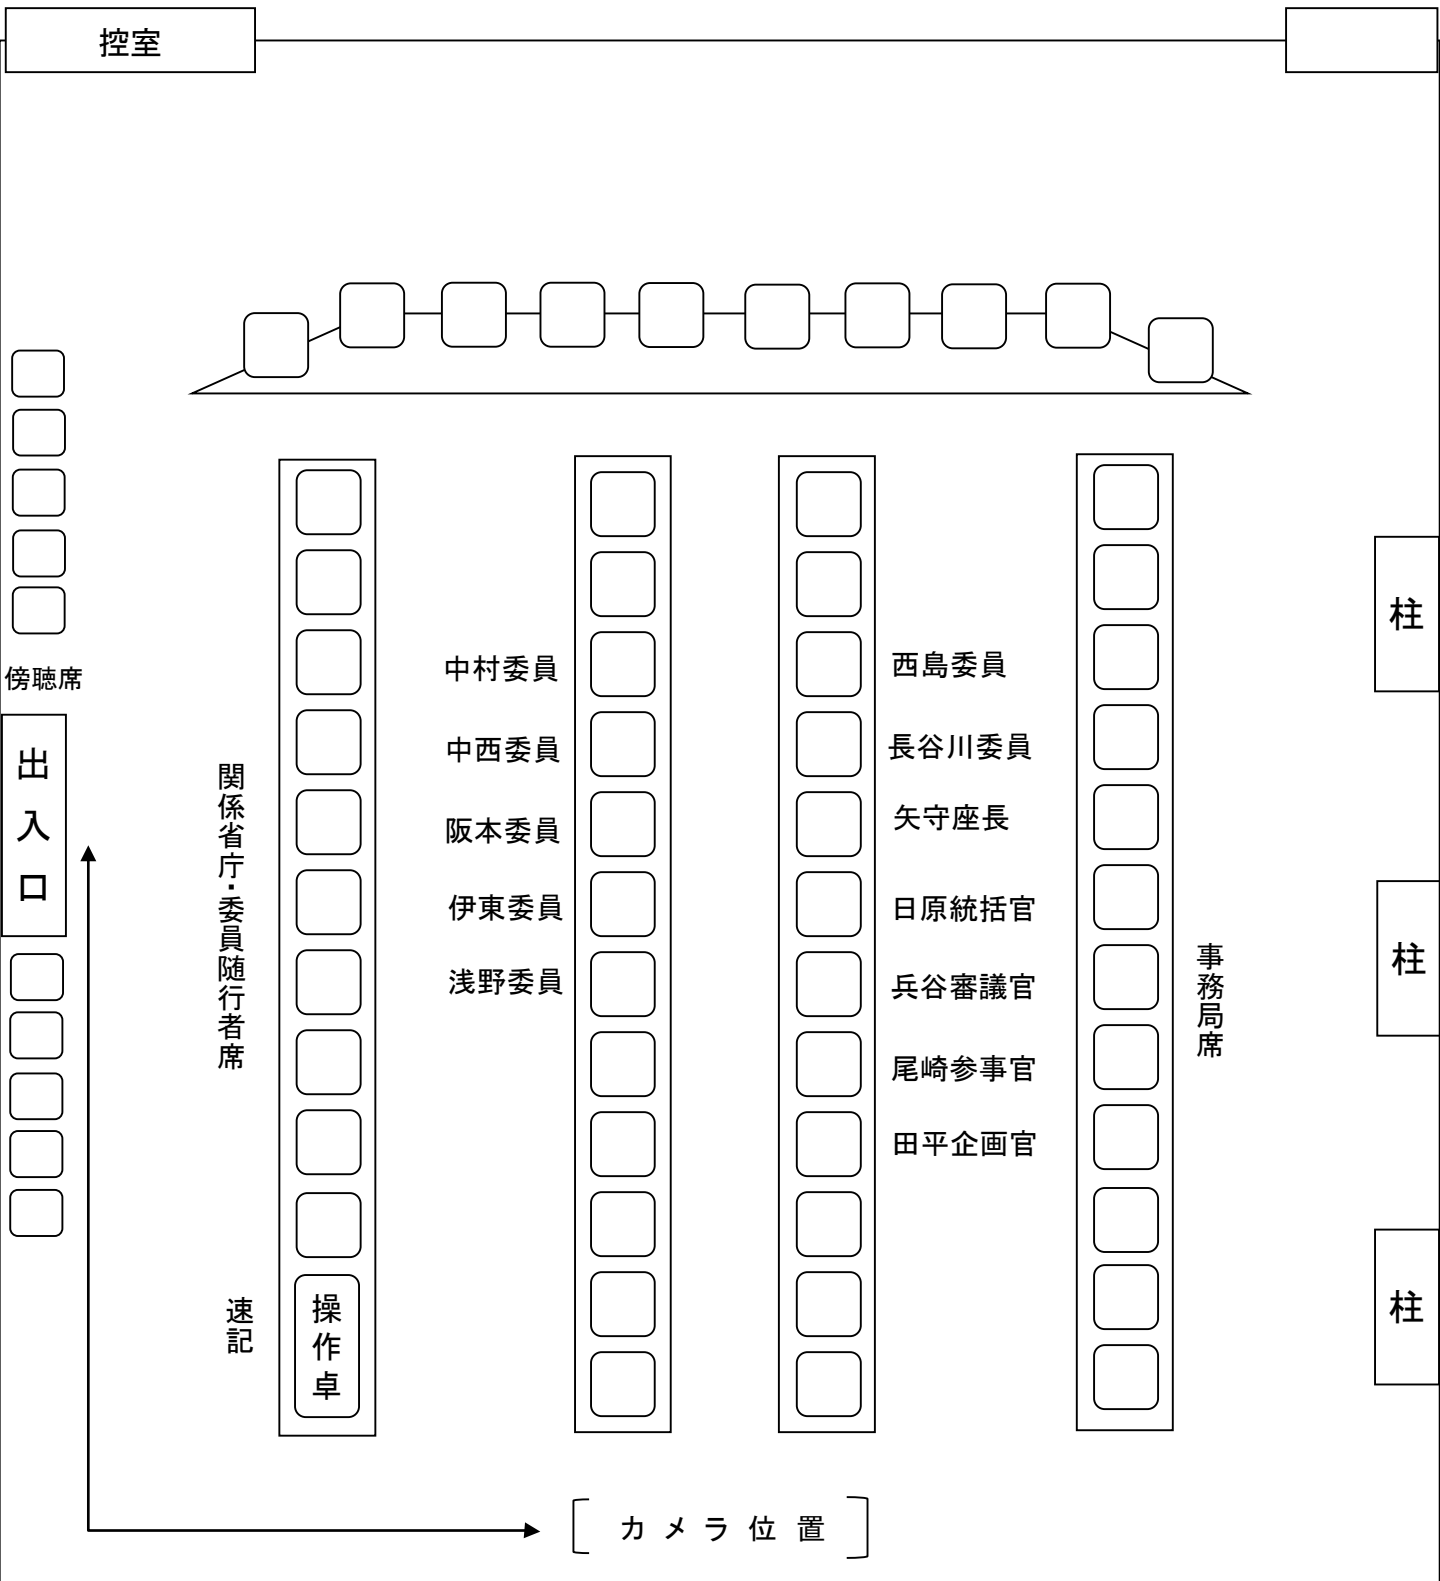 控室
傍聴席
出入口
関係省庁・委員随行者席
速記
操作卓
中村委員
中西委員
阪本委員
伊東委員
浅野委員
西島委員
長谷川委員
矢守座長
日原統括官
兵谷審議官
尾崎参事官
田平企画官
事務局席
柱
柱
柱
カメラ位置